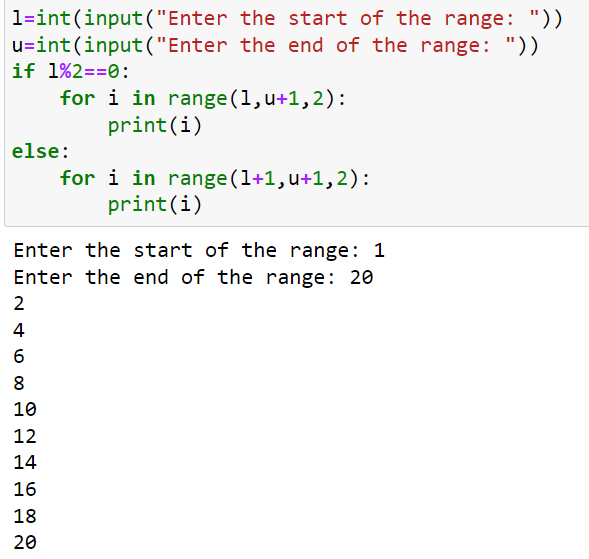 l=int(input("Enter the start of the range: "))
u=int(input("Enter the end of the range: "))
if l%2==0:
    for i in range(l,u+1,2):
        print(i)
else:
    for i in range(l+1,u+1,2):
        print(i)
Enter the start of the range: 1
Enter the end of the range: 20
2
4
6
8
10
12
14
16
18
20